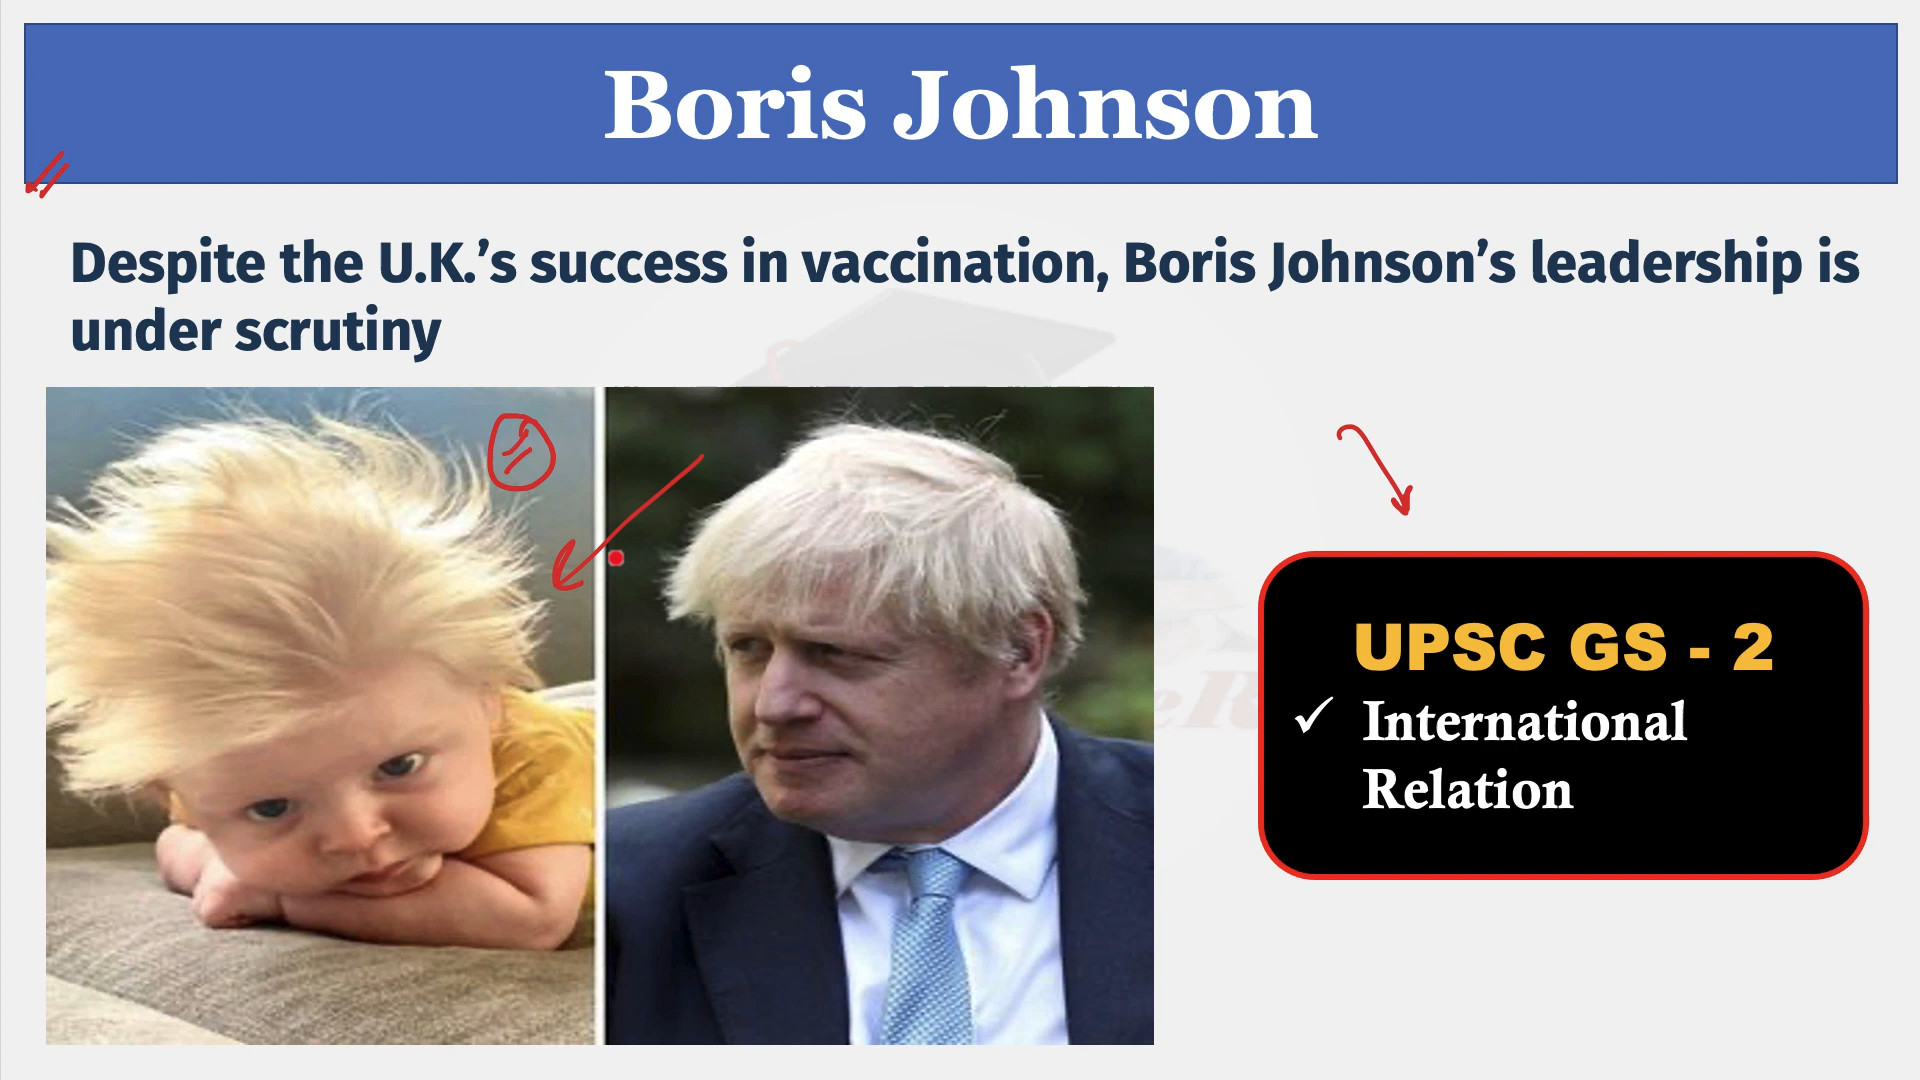 Boris Johnson
Despite the U.K.’s success in vaccination, Boris Johnson’s leadership is
under scrutiny
UPSC GS - 2
✓ International
Relation